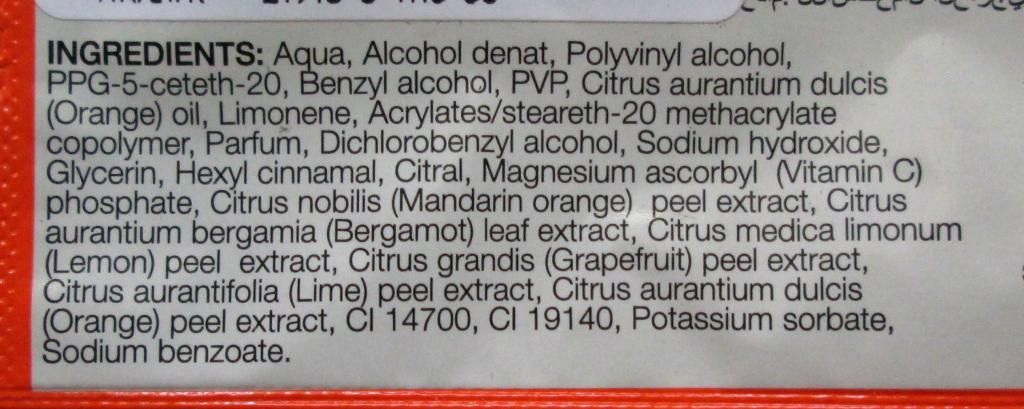 INGREDIENTS: Aqua, Alcohol denat, Polyvinyl alcohol,
PPG-5-ceteth-20, Benzyl alcohol, PVP, Citrus aurantium dulcis
(Orange) oil, Limonene, Acrylates/steareth-20 methacrylate
copolymer, Parfum, Dichlorobenzyl alcohol, Sodium hydroxide,
Glycerin, Hexyl cinnamal, Citral, Magnesium ascorbyl (Vitamin C)
phosphate, Citrus nobilis (Mandarin orange) peel extract, Citrus
aurantium bergamia (Bergamot) leaf extract, Citrus medica limonum
(Lemon) peel extract, Citrus grandis (Grapefruit) peel extract,
Citrus aurantifolia (Lime) peel extract, Citrus aurantium dulcis
(Orange) peel extract, CI 14700, CI 19140, Potassium sorbate,
Sodium benzoate.